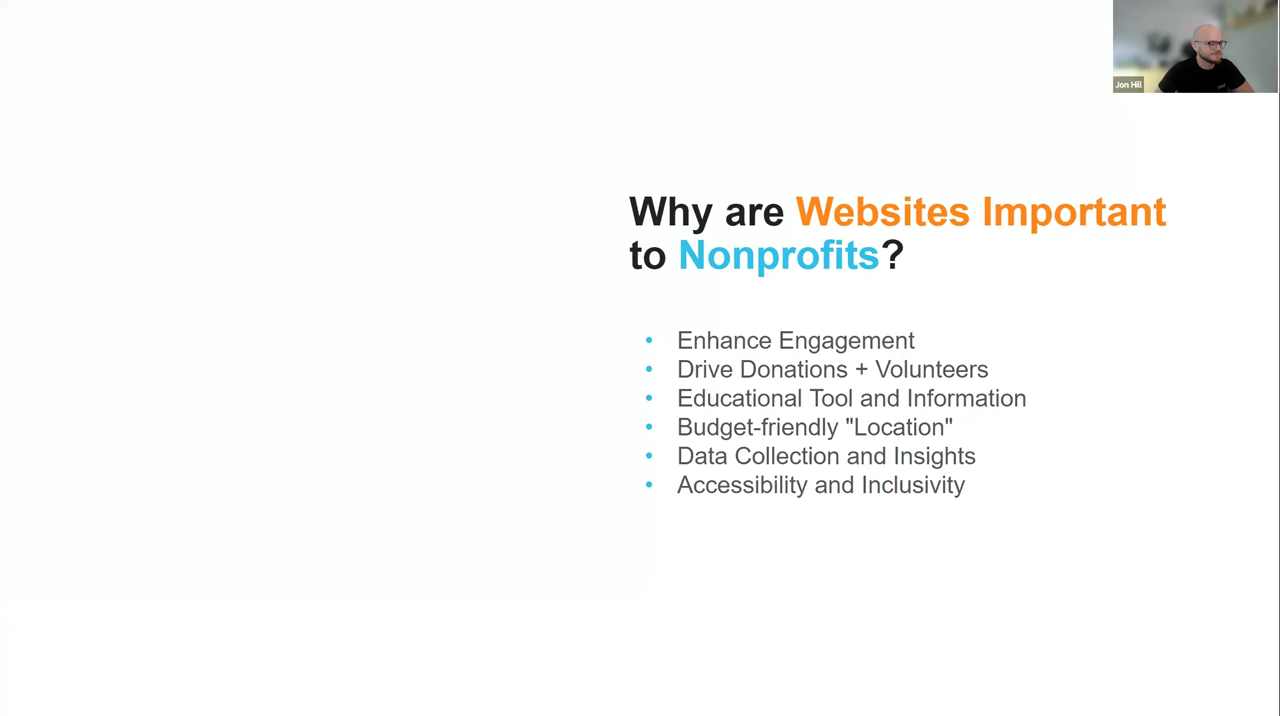 Jon Hill
Why are Websites Important
to Nonprofits?
• Enhance Engagement
• Drive Donations + Volunteers
• Educational Tool and Information
• Budget-friendly "Location"
• Data Collection and Insights
• Accessibility and Inclusivity